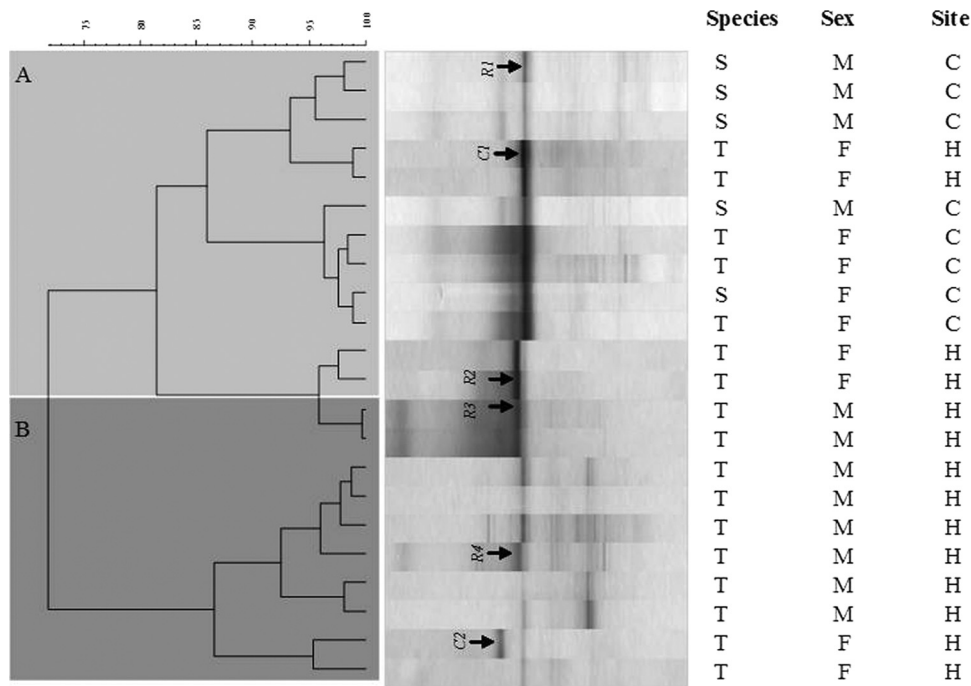 75 80 85 90 95 100
Species Sex Site
A
R1 S M C
S M C
S M C
C1 T F H
T F H
S M C
T F C
T F C
S F C
T F C
T F H
R2 T F H
B R3 T M H
T M H
T M H
T M H
T M H
R4 T M H
T M H
T M H
C2 T F H
T F H